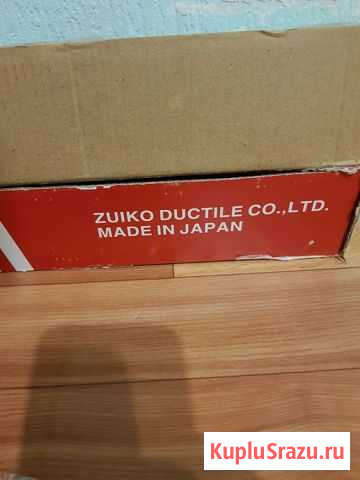 ZUIKO DUCTILE CO.,LTD.
MADE IN JAPAN
KupluSrazu.ru